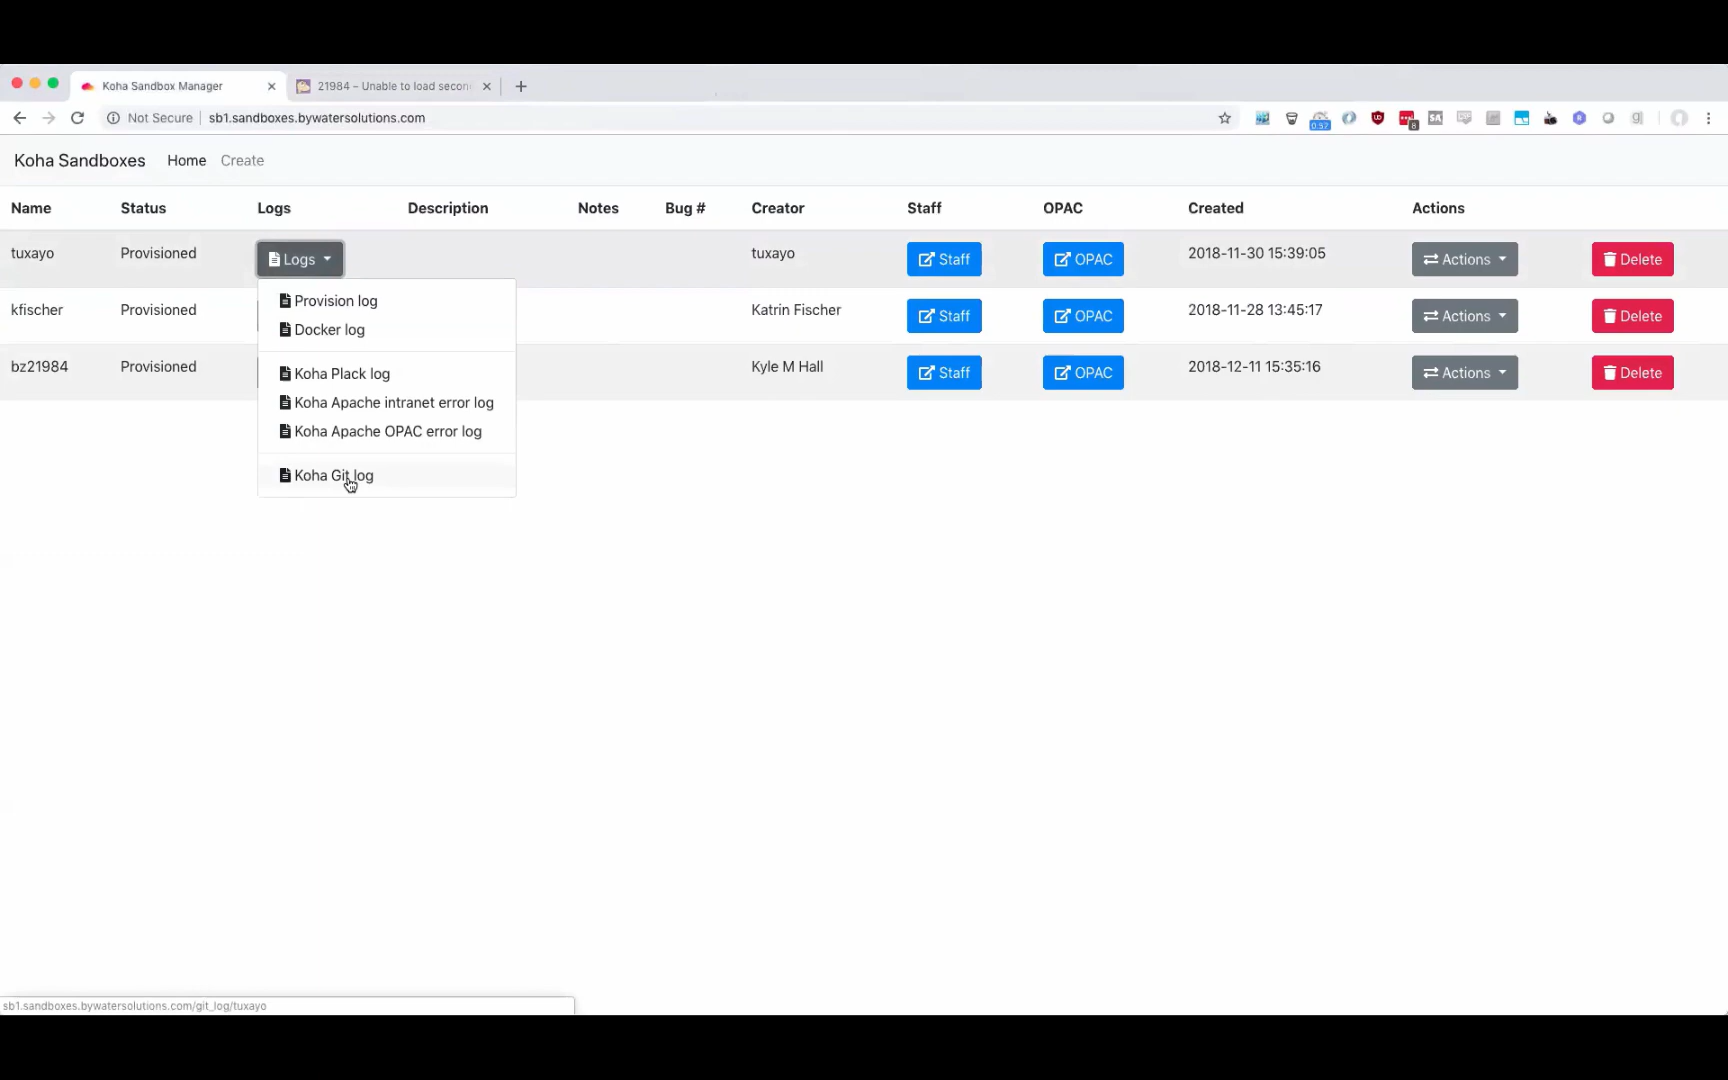 Koha Sandbox Manager
21984 – Unable to load secon
Not Secure sb1.sandboxes.bywatersolutions.com
0.37
8
Koha Sandboxes Home Create
Name Status Logs Description Notes Bug # Creator Staff OPAC Created Actions
tuxayo Provisioned Logs tuxayo Staff OPAC 2018-11-30 15:39:05 Actions Delete
Provision log
kfischer Provisioned Katrin Fischer Staff OPAC 2018-11-28 13:45:17 Actions Delete
Docker log
bz21984 Provisioned Kyle M Hall Staff OPAC 2018-12-11 15:35:16 Actions Delete
Koha Plack log
Koha Apache intranet error log
Koha Apache OPAC error log
Koha Git log
sb1.sandboxes.bywatersolutions.com/git_log/tuxayo